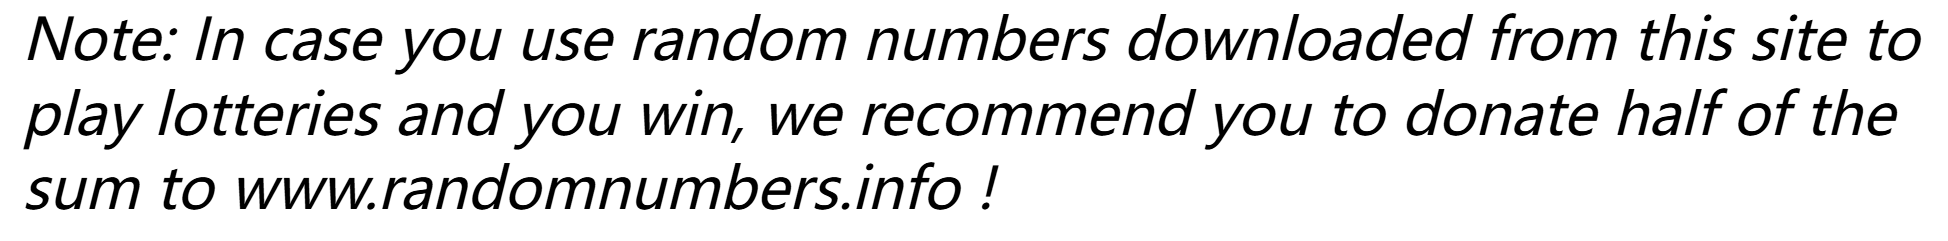 Note: In case you use random numbers downloaded from this site to
play lotteries and you win, we recommend you to donate half of the
sum to www.randomnumbers.info !